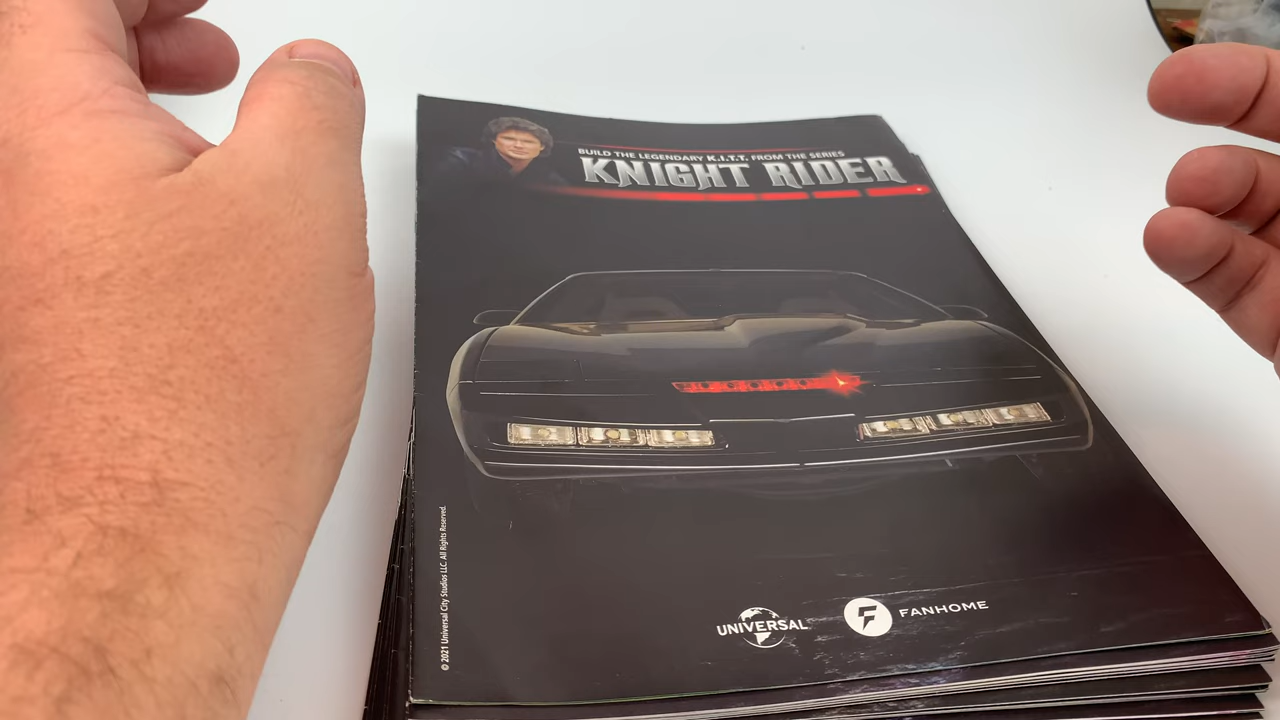 BUILD THE LEGENDARY K.I.T.T. FROM THE SERIES
KNIGHT RIDER
© 2021 Universal City Studios LLC. All Rights Reserved.
UNIVERSAL
FANHOME